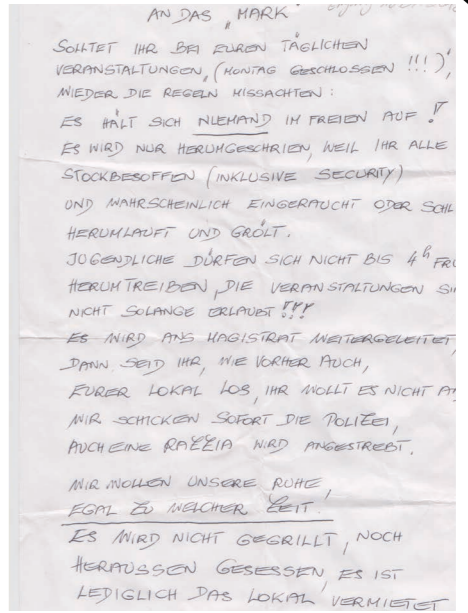 AN DAS „MARK"
SOLLTET IHR BEI EUREN TÄGLICHEN
VERANSTALTUNGEN, (MONTAG GESCHLOSSEN !!!),
WIEDER DIE REGELN MISSACHTEN:
ES HÄLT SICH NIEMAND IM FREIEN AUF !
ES WIRD NUR HERUMGESCHRIEN, WEIL IHR ALLE
STOCKBESOFFEN (INKLUSIVE SECURITY)
UND WAHRSCHEINLICH EINGERAUCHT ODER SCHL
HERUMLAUFT UND GRÖLT.
JUGENDLICHE DÜRFEN SICH NICHT BIS 4h FRÜ
HERUMTREIBEN, DIE VERANSTALTUNGEN SI
NICHT SOLANGE ERLAUBT !!!
ES WIRD ANS MAGISTRAT WEITERGELEITET,
DANN SEID IHR, WIE VORHER AUCH,
EURER LOKAL LOS, IHR WOLLT ES NICHT A
WIR SCHICKEN SOFORT DIE POLIZEI,
AUCH EINE RAZZIA WIRD ANGESTREBT.
WIR WOLLEN UNSERE RUHE,
EGAL ZU WELCHER ZEIT.
ES WIRD NICHT GEGRILLT, NOCH
HERAUSSEN GESESSEN, ES IST
LEDIGLICH DAS LOKAL VERMIETET